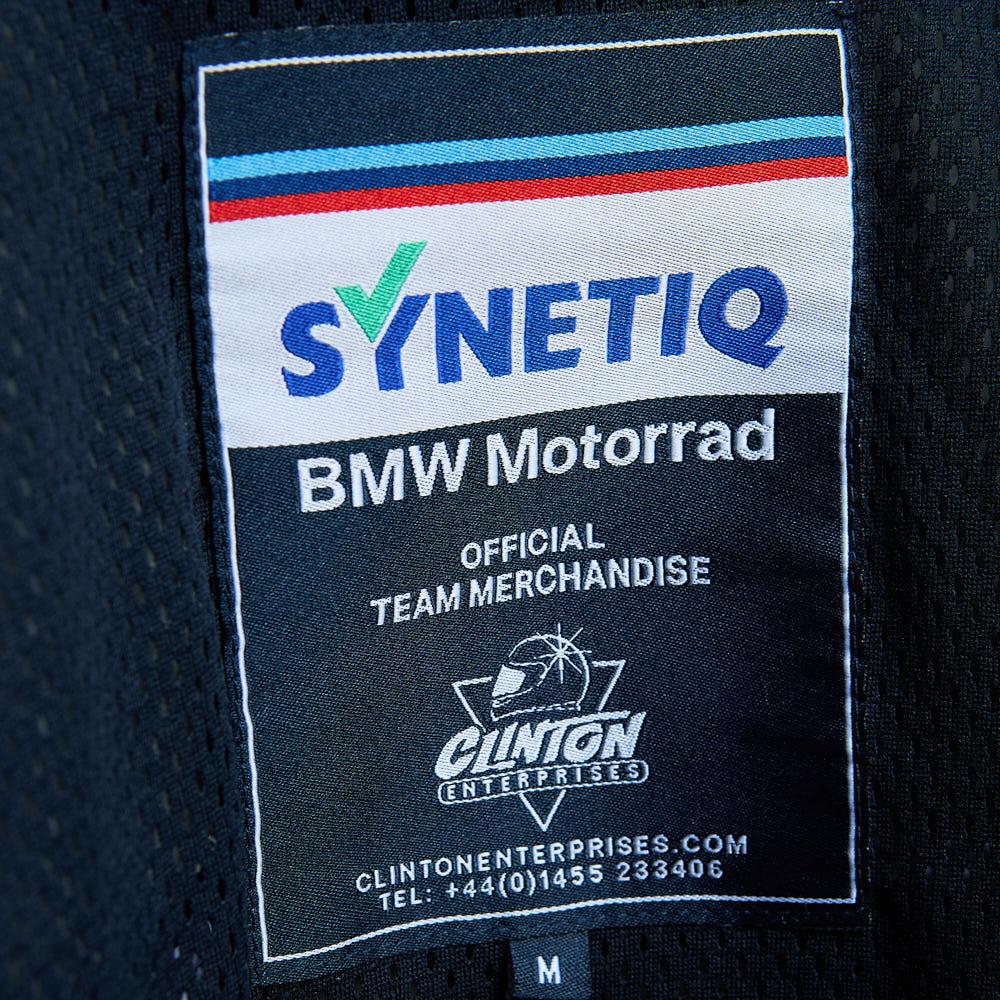 SYNETIQ
BMW Motorrad
OFFICIAL
TEAM MERCHANDISE
CLINTON
ENTERPRISES
CLINTONENTERPRISES.COM
TEL: +44(0)1455 233406
M